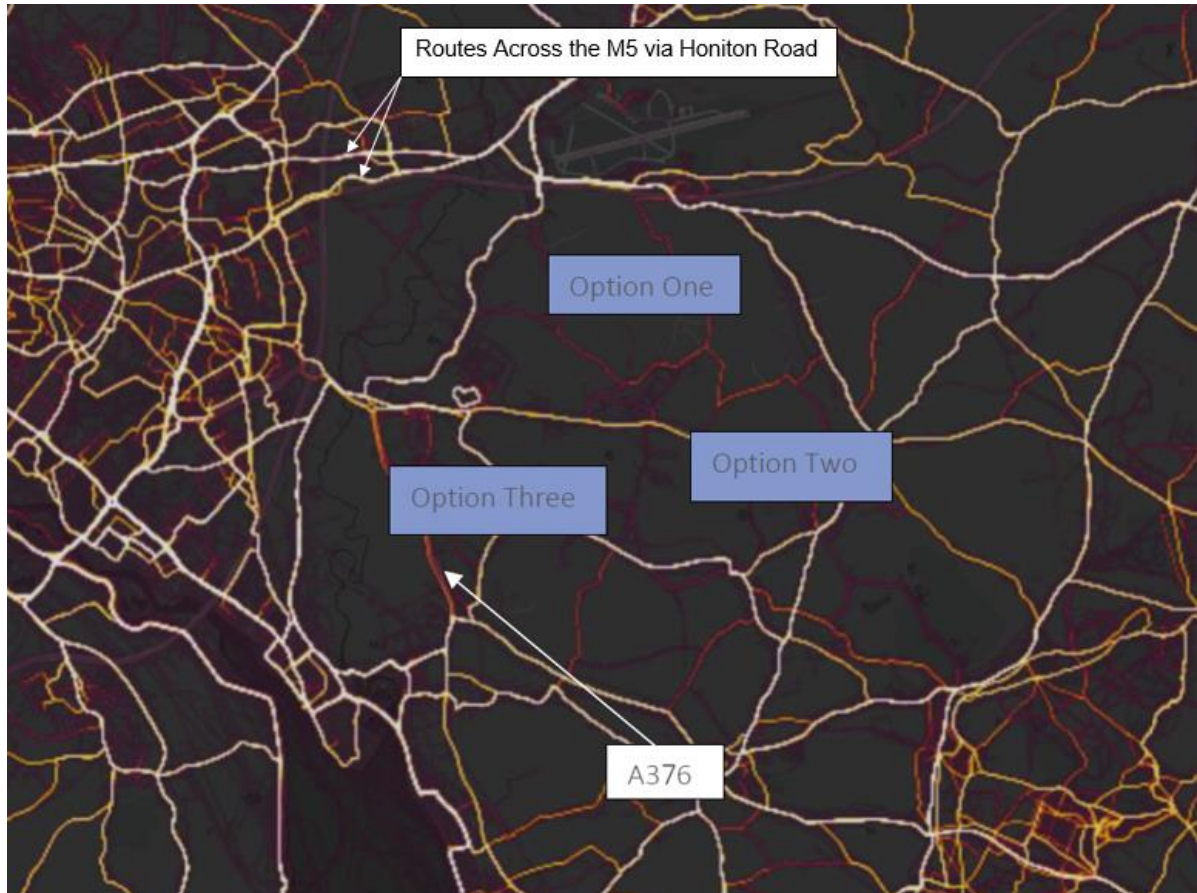 Routes Across the M5 via Honiton Road
Option One
Option Two
Option Three
A376